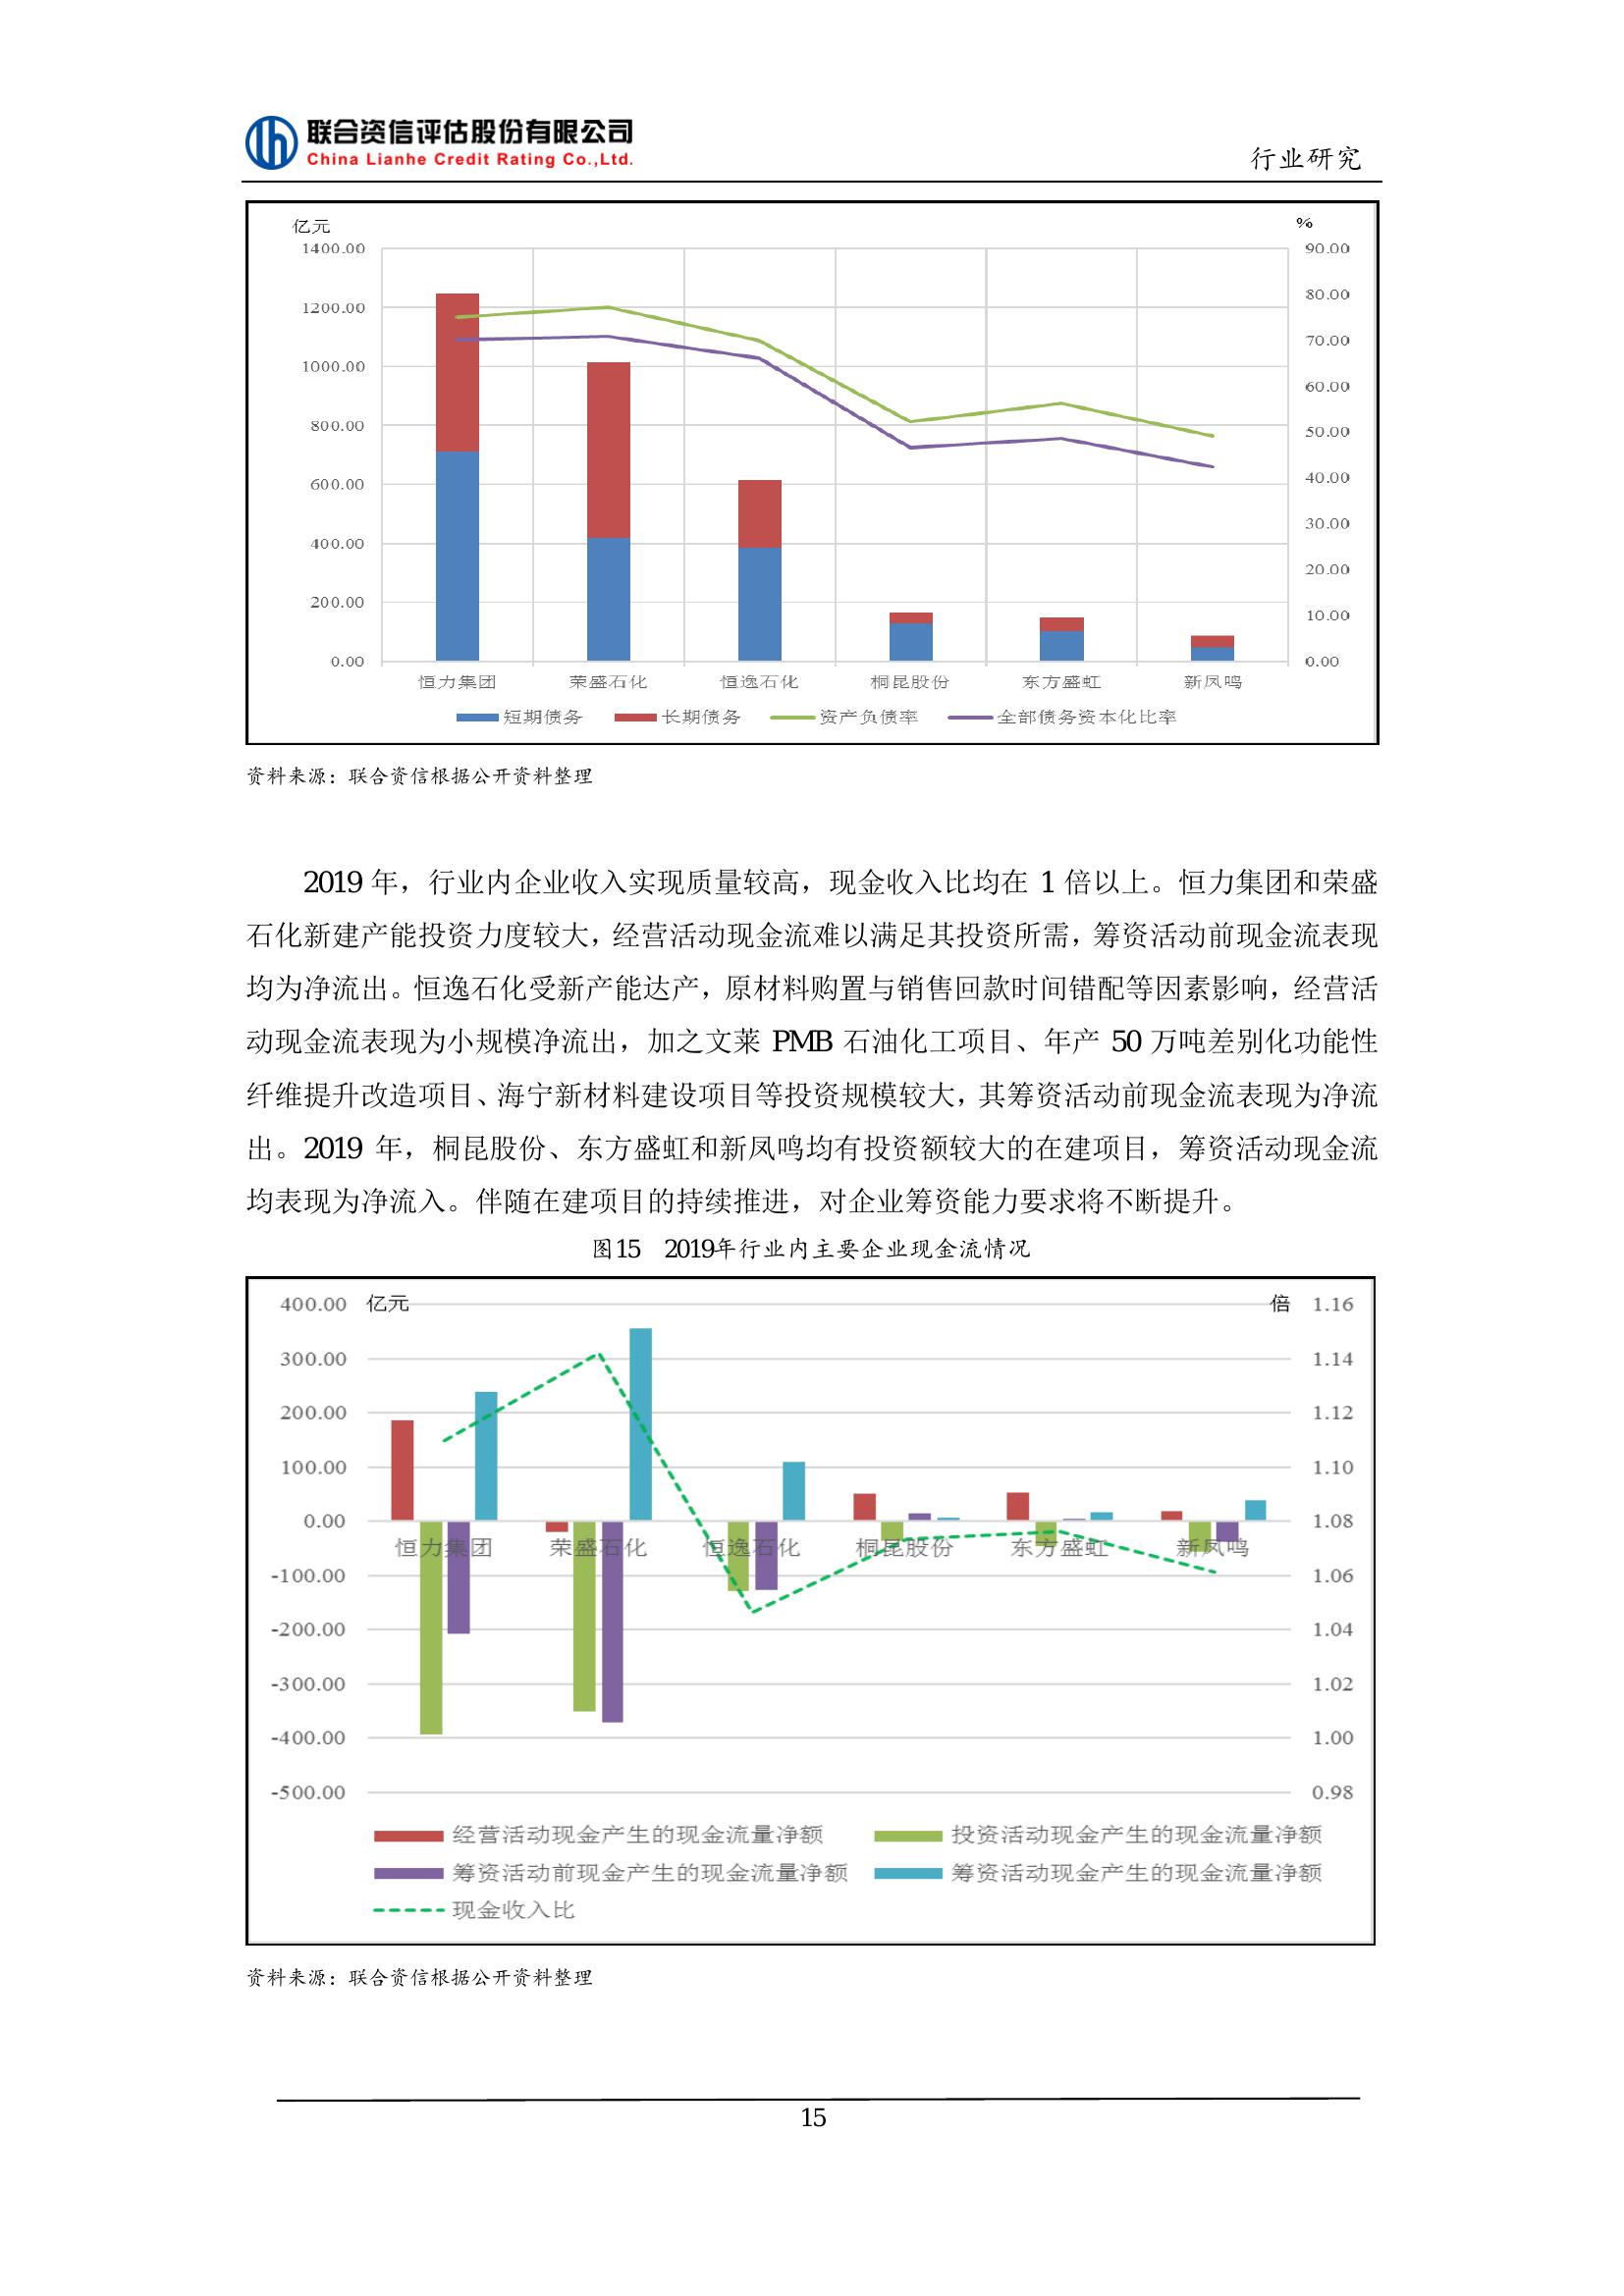 联合资信评估股份有限公司
China Lianhe Credit Rating Co.,Ltd.
行业研究
亿元
%
1400.00
1200.00
1000.00
800.00
600.00
400.00
200.00
0.00
90.00
80.00
70.00
60.00
50.00
40.00
30.00
20.00
10.00
0.00
恒力集团 荣盛石化 恒逸石化 桐昆股份 东方盛虹 新凤鸣
短期债务 长期债务 资产负债率 全部债务资本化比率
资料来源：联合资信根据公开资料整理
2019 年，行业内企业收入实现质量较高，现金收入比均在 1 倍以上。恒力集团和荣盛
石化新建产能投资力度较大，经营活动现金流难以满足其投资所需，筹资活动前现金流表现
均为净流出。恒逸石化受新产能达产，原材料购置与销售回款时间错配等因素影响，经营活
动现金流表现为小规模净流出，加之文莱 PMB 石油化工项目、年产 50 万吨差别化功能性
纤维提升改造项目、海宁新材料建设项目等投资规模较大，其筹资活动前现金流表现为净流
出。2019 年，桐昆股份、东方盛虹和新凤鸣均有投资额较大的在建项目，筹资活动现金流
均表现为净流入。伴随在建项目的持续推进，对企业筹资能力要求将不断提升。
图15 2019年行业内主要企业现金流情况
亿元
倍
400.00
300.00
200.00
100.00
0.00
-100.00
-200.00
-300.00
-400.00
-500.00
1.16
1.14
1.12
1.10
1.08
1.06
1.04
1.02
1.00
0.98
恒力集团 荣盛石化 恒逸石化 桐昆股份 东方盛虹 新凤鸣
经营活动现金产生的现金流量净额 投资活动现金产生的现金流量净额
筹资活动前现金产生的现金流量净额 筹资活动现金产生的现金流量净额
现金收入比
资料来源：联合资信根据公开资料整理
15